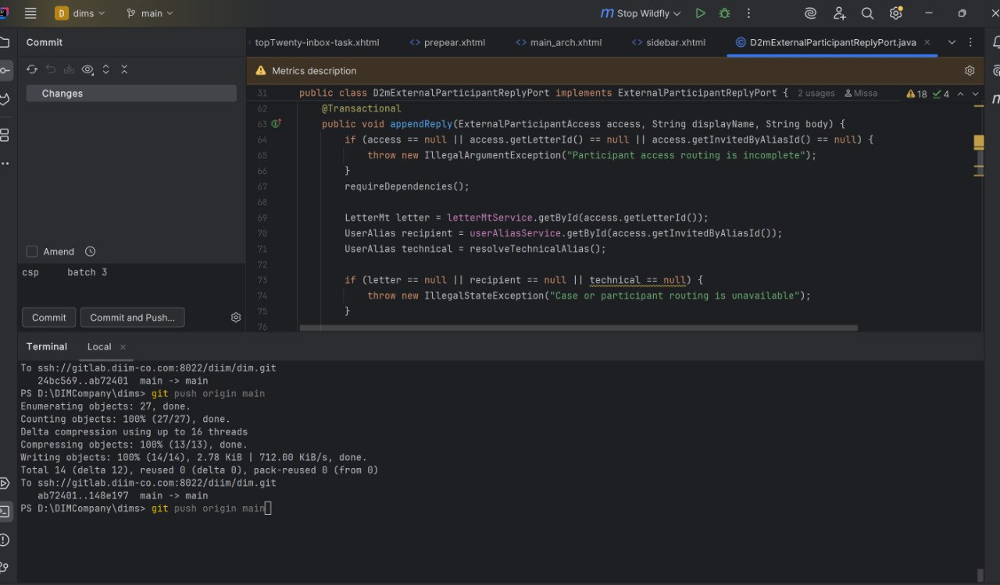 D dims main Stop Wildfly
Commit
topTwenty-inbox-task.xhtml prepear.xhtml main_arch.xhtml sidebar.xhtml D2mExternalParticipantReplyPort.java
Metrics description
Changes
31 public class D2mExternalParticipantReplyPort implements ExternalParticipantReplyPort { 2 usages Missa 18 4
62 @Transactional
63 public void appendReply(ExternalParticipantAccess access, String displayName, String body) {
64 if (access == null || access.getLetterId() == null || access.getInvitedByAliasId() == null) {
65 throw new IllegalArgumentException("Participant access routing is incomplete");
66 }
67 requireDependencies();
68
69 LetterMt letter = letterMtService.getById(access.getLetterId());
70 UserAlias recipient = userAliasService.getById(access.getInvitedByAliasId());
71 UserAlias technical = resolveTechnicalAlias();
72
73 if (letter == null || recipient == null || technical == null) {
74 throw new IllegalStateException("Case or participant routing is unavailable");
75 }
76
Amend
csp batch 3
Commit Commit and Push...
Terminal Local
To ssh://gitlab.diim-co.com:8022/diim/dim.git
24bc569..ab72401 main -> main
PS D:\DIMCompany\dims> git push origin main
Enumerating objects: 27, done.
Counting objects: 100% (27/27), done.
Delta compression using up to 16 threads
Compressing objects: 100% (13/13), done.
Writing objects: 100% (14/14), 2.78 KiB | 712.00 KiB/s, done.
Total 14 (delta 12), reused 0 (delta 0), pack-reused 0 (from 0)
To ssh://gitlab.diim-co.com:8022/diim/dim.git
ab72401..148e197 main -> main
PS D:\DIMCompany\dims> git push origin main